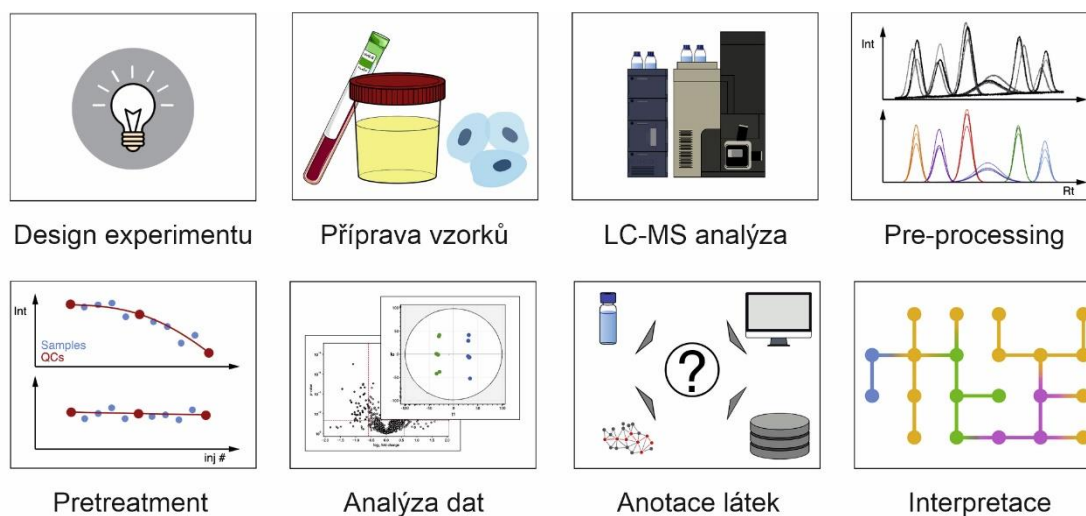 Int
Rt
Design experimentu
Příprava vzorků
LC-MS analýza
Pre-processing
Int
Samples
QCs
inj #
?
Pretreatment
Analýza dat
Anotace látek
Interpretace